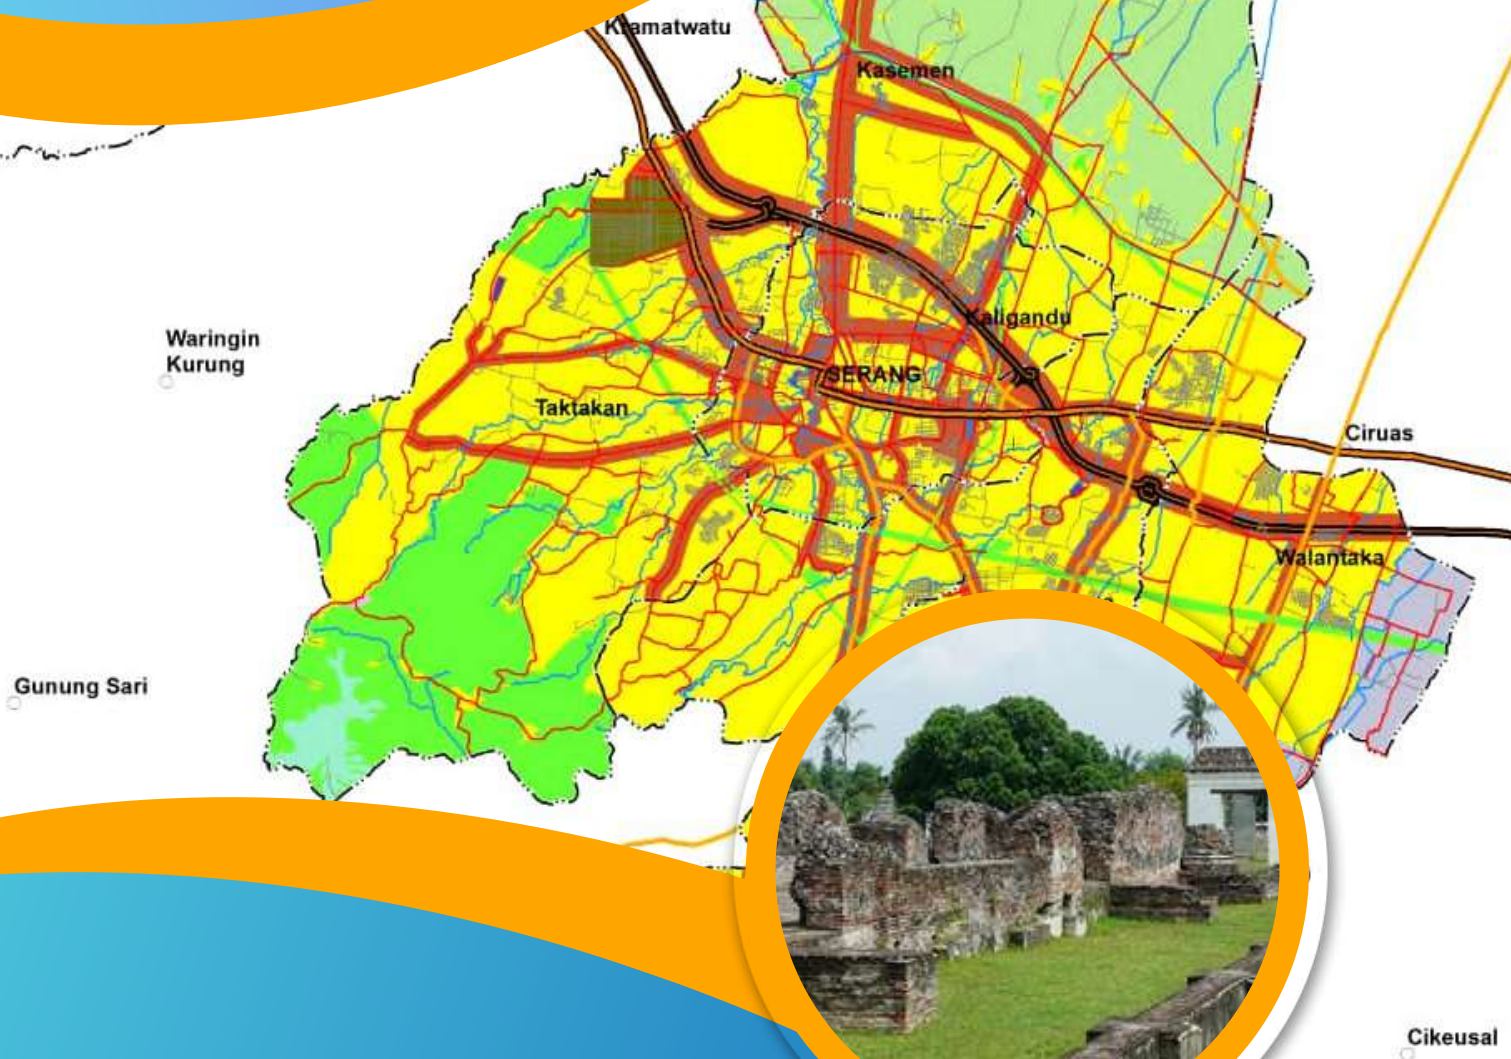 Kramatwatu
Kasemen
Waringin
Kurung
Kaligandu
SERANG
Taktakan
Ciruas
Walantaka
Gunung Sari
Cikeusal